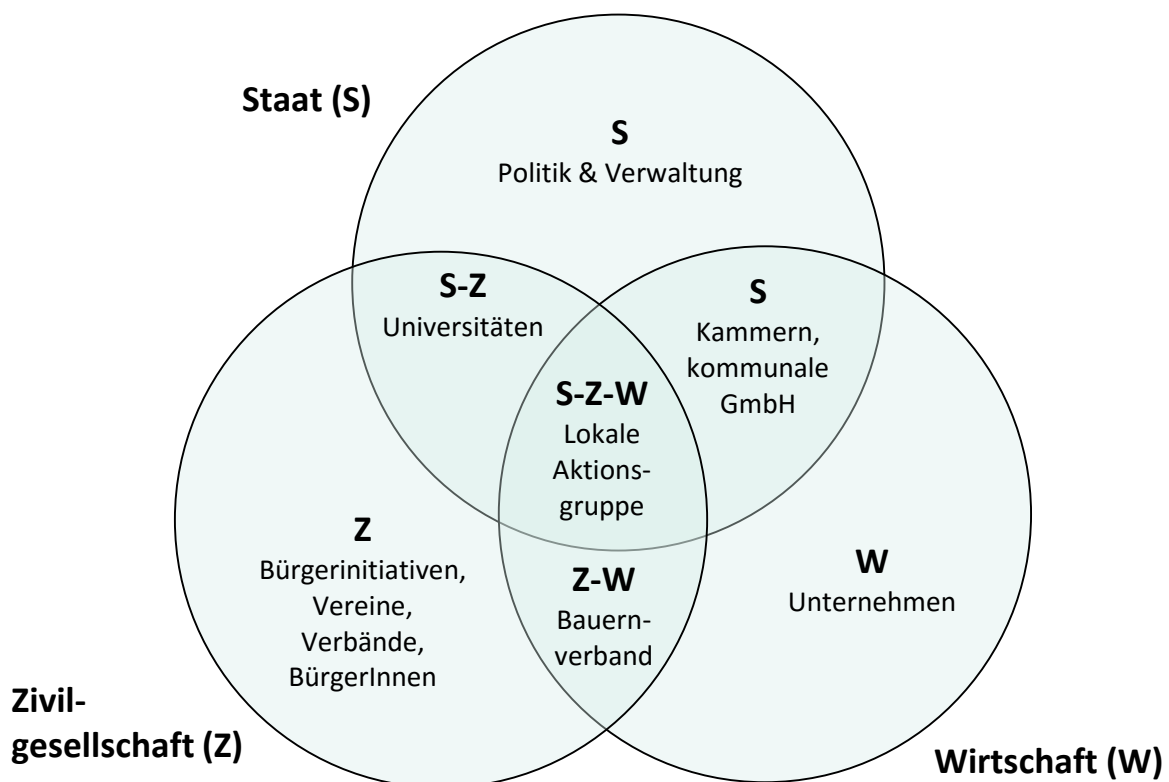 Staat (S)
S
Politik & Verwaltung
S-Z
Universitäten
S
Kammern,
kommunale
GmbH
S-Z-W
Lokale
Aktions-
gruppe
Z
Bürgerinitiativen,
Vereine,
Verbände,
BürgerInnen
Z-W
Bauern-
verband
W
Unternehmen
Zivil-
gesellschaft (Z)
Wirtschaft (W)